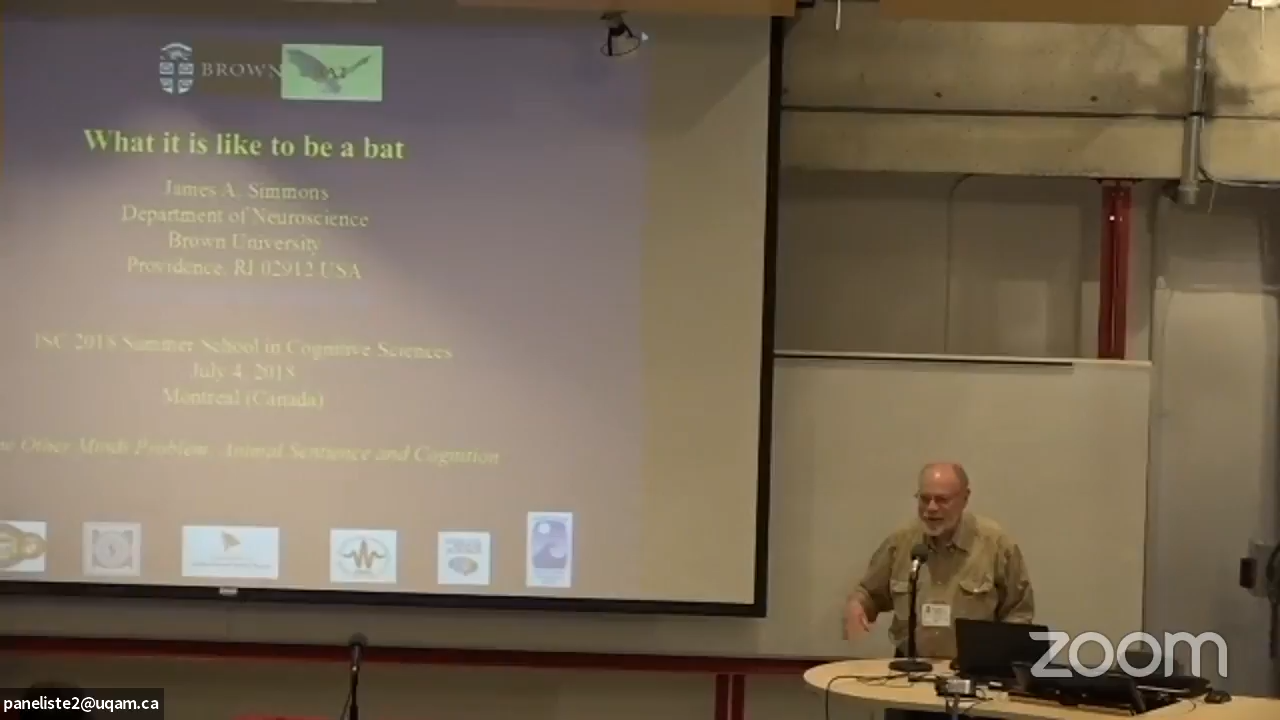 BROWN
BAT
What it is like to be a bat
James A. Simmons
Department of Neuroscience
Brown University
Providence, RI 02912 USA
ISC 2018 Summer School in Cognitive Sciences
July 4, 2018
Montreal (Canada)
Other Minds Problem: Animal Sentience and Cognition
zoom
paneliste2@uqam.ca